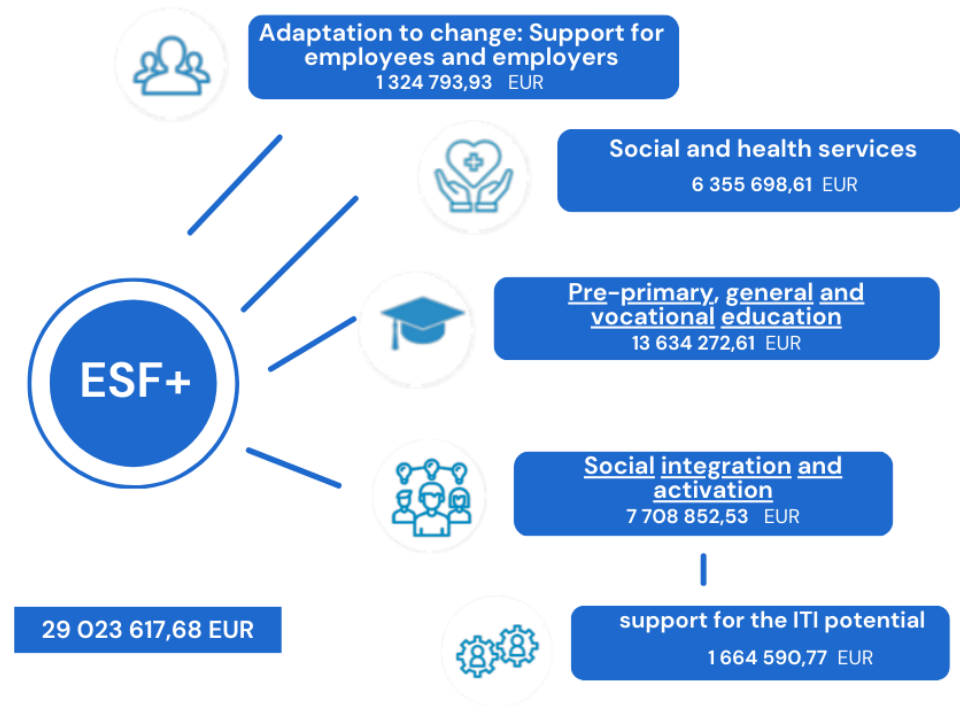 Adaptation to change: Support for
employees and employers
1 324 793,93 EUR
Social and health services
6 355 698,61 EUR
Pre-primary, general and
vocational education
13 634 272,61 EUR
ESF+
Social integration and
activation
7 708 852,53 EUR
29 023 617,68 EUR
support for the ITI potential
1 664 590,77 EUR